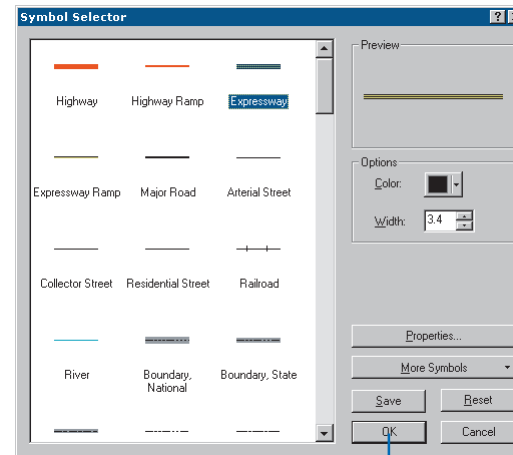 Symbol Selector
Highway Highway Ramp Expressway
Expressway Ramp Major Road Arterial Street
Collector Street Residential Street Railroad
River Boundary, National Boundary, State
Preview
Options
Color:
Width: 3.4
Properties...
More Symbols
Save Reset
OK Cancel